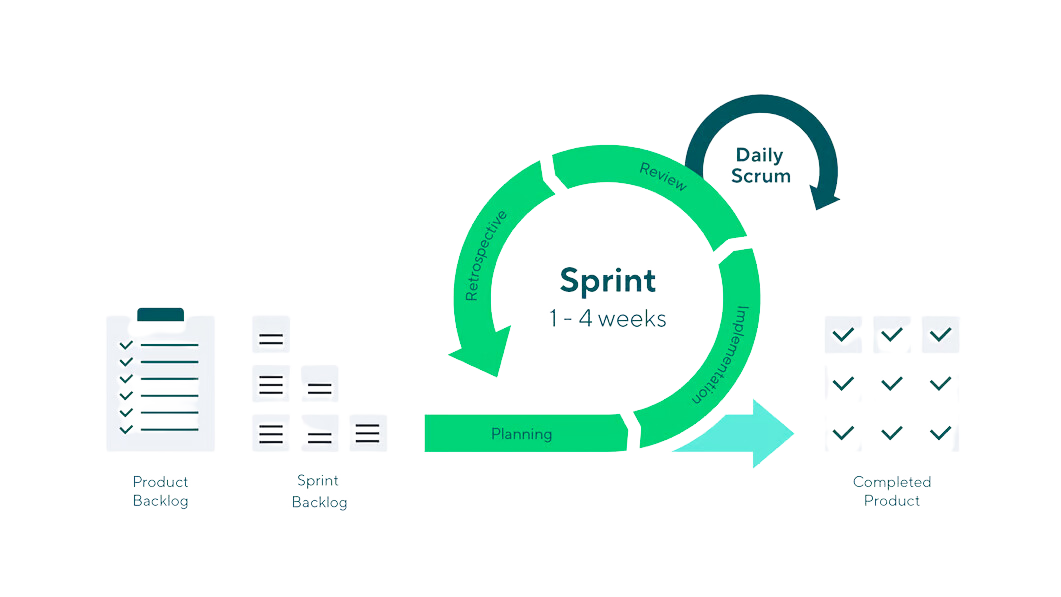 Product
Backlog
Sprint
Backlog
Planning
Implementation
Review
Retrospective
Sprint
1 - 4 weeks
Daily
Scrum
Completed
Product